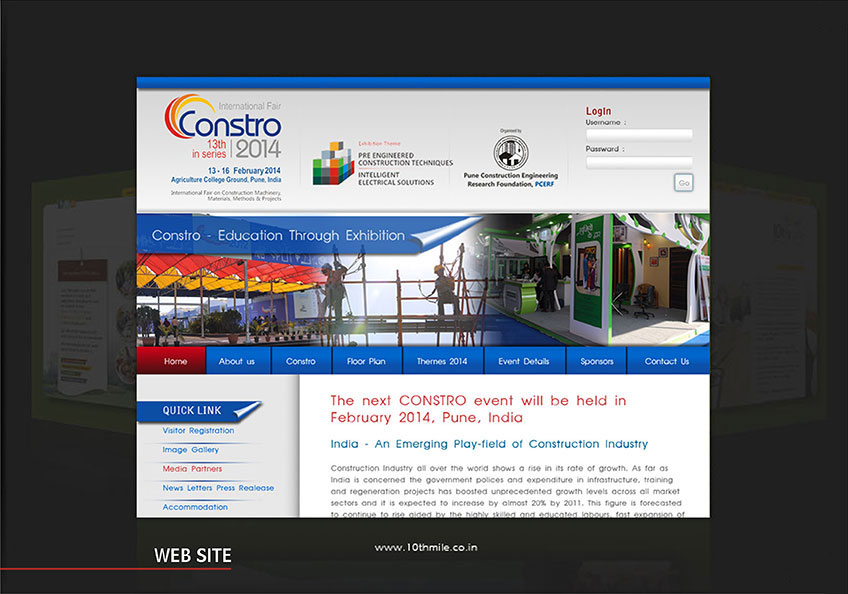 International Fair
Constro
13th
in series
2014
13 - 16 February 2014
Agriculture College Ground, Pune, India
International Fair on Construction Machinery,
Materials, Methods & Projects
Exhibition Theme
PRE ENGINEERED
CONSTRUCTION TECHNIQUES
INTELLIGENT
ELECTRICAL SOLUTIONS
Organised by
Pune Construction Engineering
Research Foundation, PCERF
Login
Username :
Password :
Go
Constro - Education Through Exhibition
Home
About us
Constro
Floor Plan
Themes 2014
Event Details
Sponsors
Contact Us
QUICK LINK
Visitor Registration
Image Gallery
Media Partners
News Letters Press Realease
Accommodation
The next CONSTRO event will be held in
February 2014, Pune, India
India - An Emerging Play-field of Construction Industry
Construction Industry all over the world shows a rise in its rate of growth. As far as
India is concerned the government polices and expenditure in infrastructure, training
and regeneration projects has boosted unprecedented growth levels across all market
sectors and it is expected to increase by almost 20% by 2011. This figure is forecasted
to continue to rise aided by the highly skilled and educated labours, fast expansion of
WEB SITE
www.10thmile.co.in